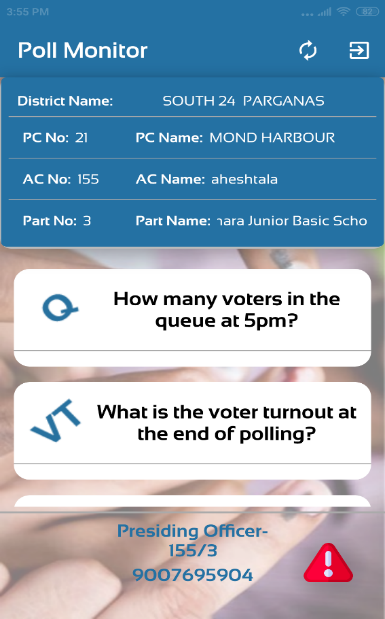 3:55 PM
82
Poll Monitor
District Name: SOUTH 24 PARGANAS
PC No: 21 PC Name: MOND HARBOUR
AC No: 155 AC Name: aheshtala
Part No: 3 Part Name: nara Junior Basic Scho
Q How many voters in the
queue at 5pm?
VT What is the voter turnout at
the end of polling?
Presiding Officer-
155/3
9007695904